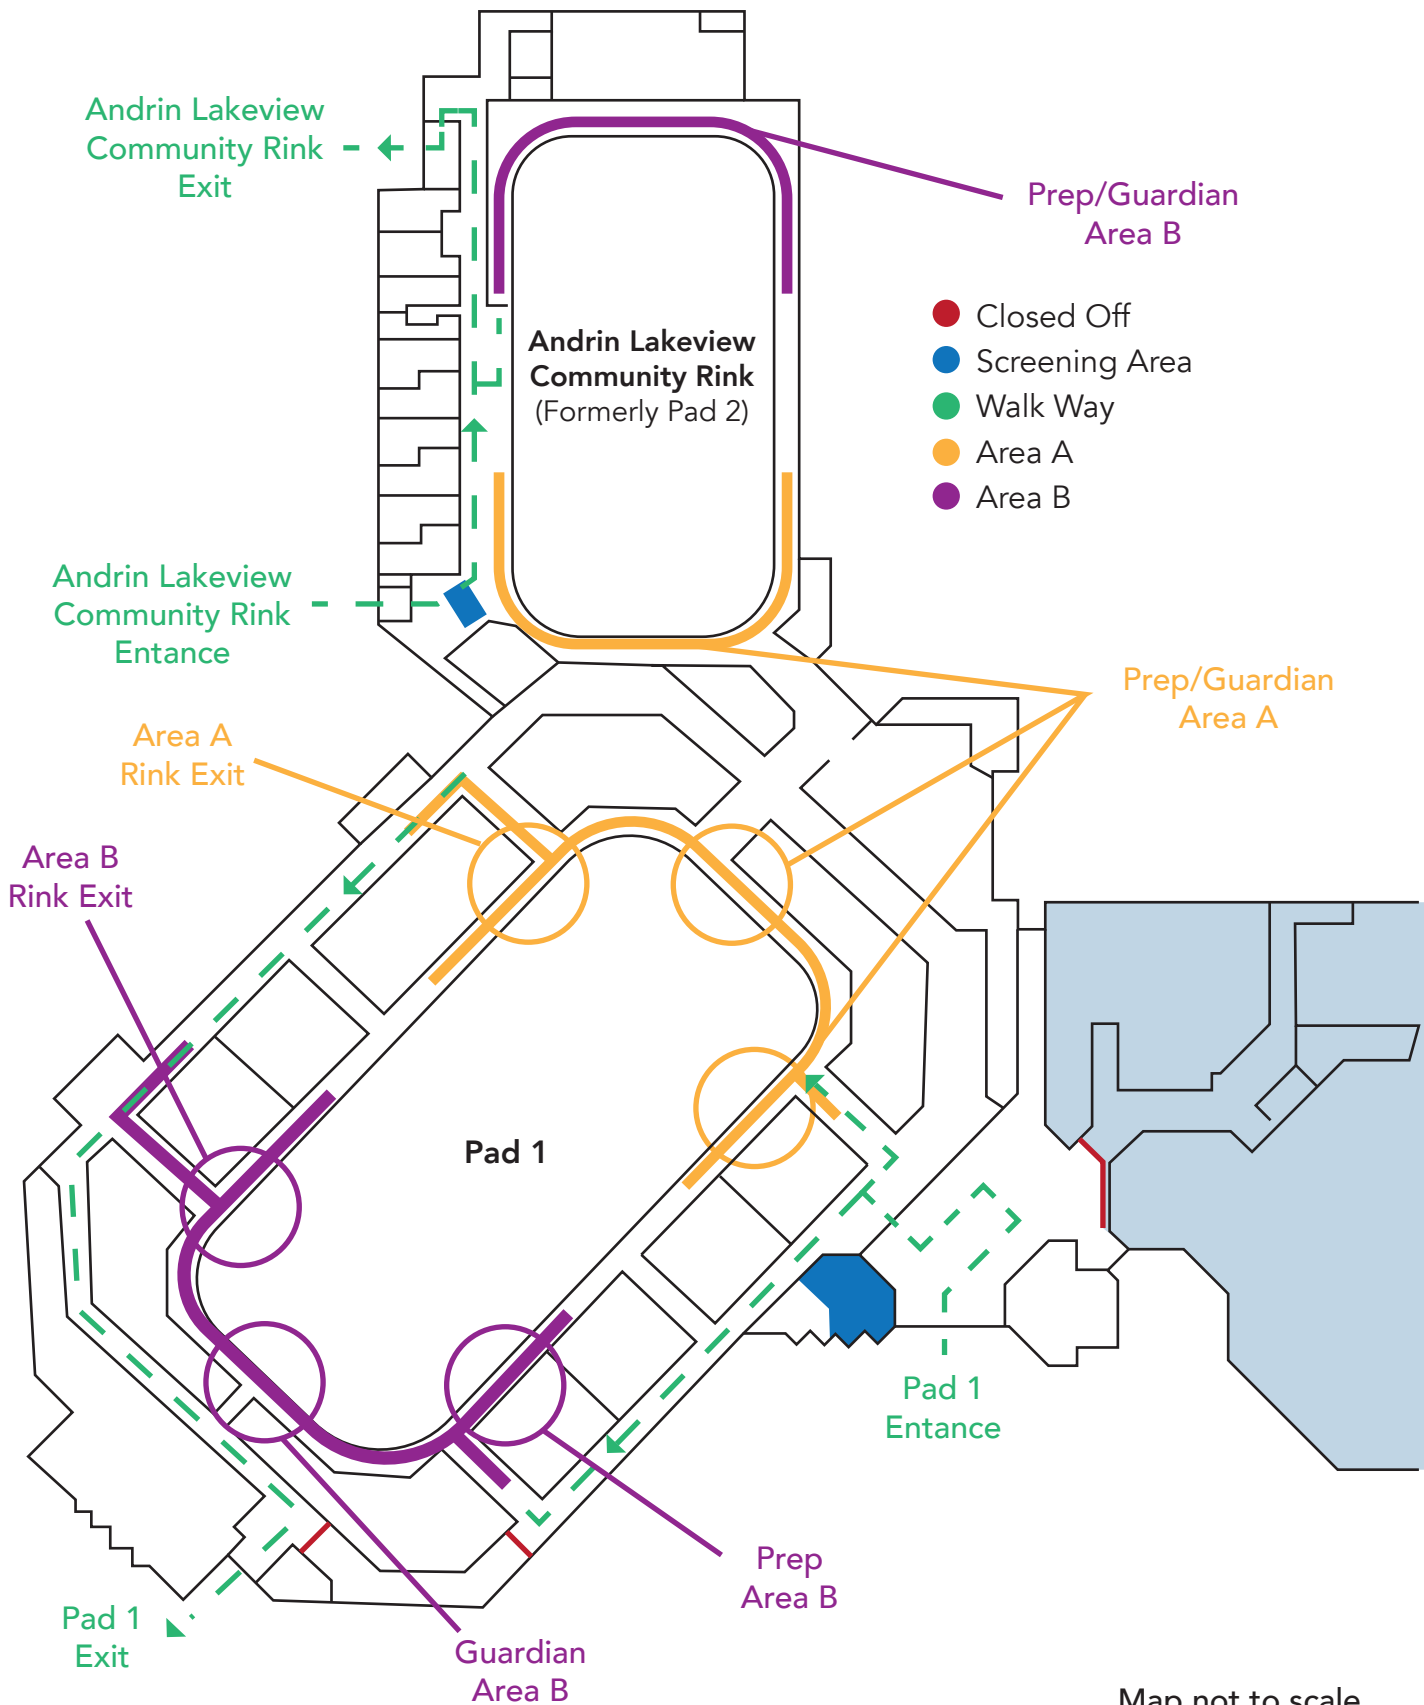 Andrin Lakeview
Community Rink
Exit
Prep/Guardian
Area B
Closed Off
Screening Area
Walk Way
Area A
Area B
Andrin Lakeview
Community Rink
(Formerly Pad 2)
Andrin Lakeview
Community Rink
Entance
Prep/Guardian
Area A
Area A
Rink Exit
Area B
Rink Exit
Pad 1
Pad 1
Entance
Prep
Area B
Pad 1
Exit
Guardian
Area B
Map not to scale